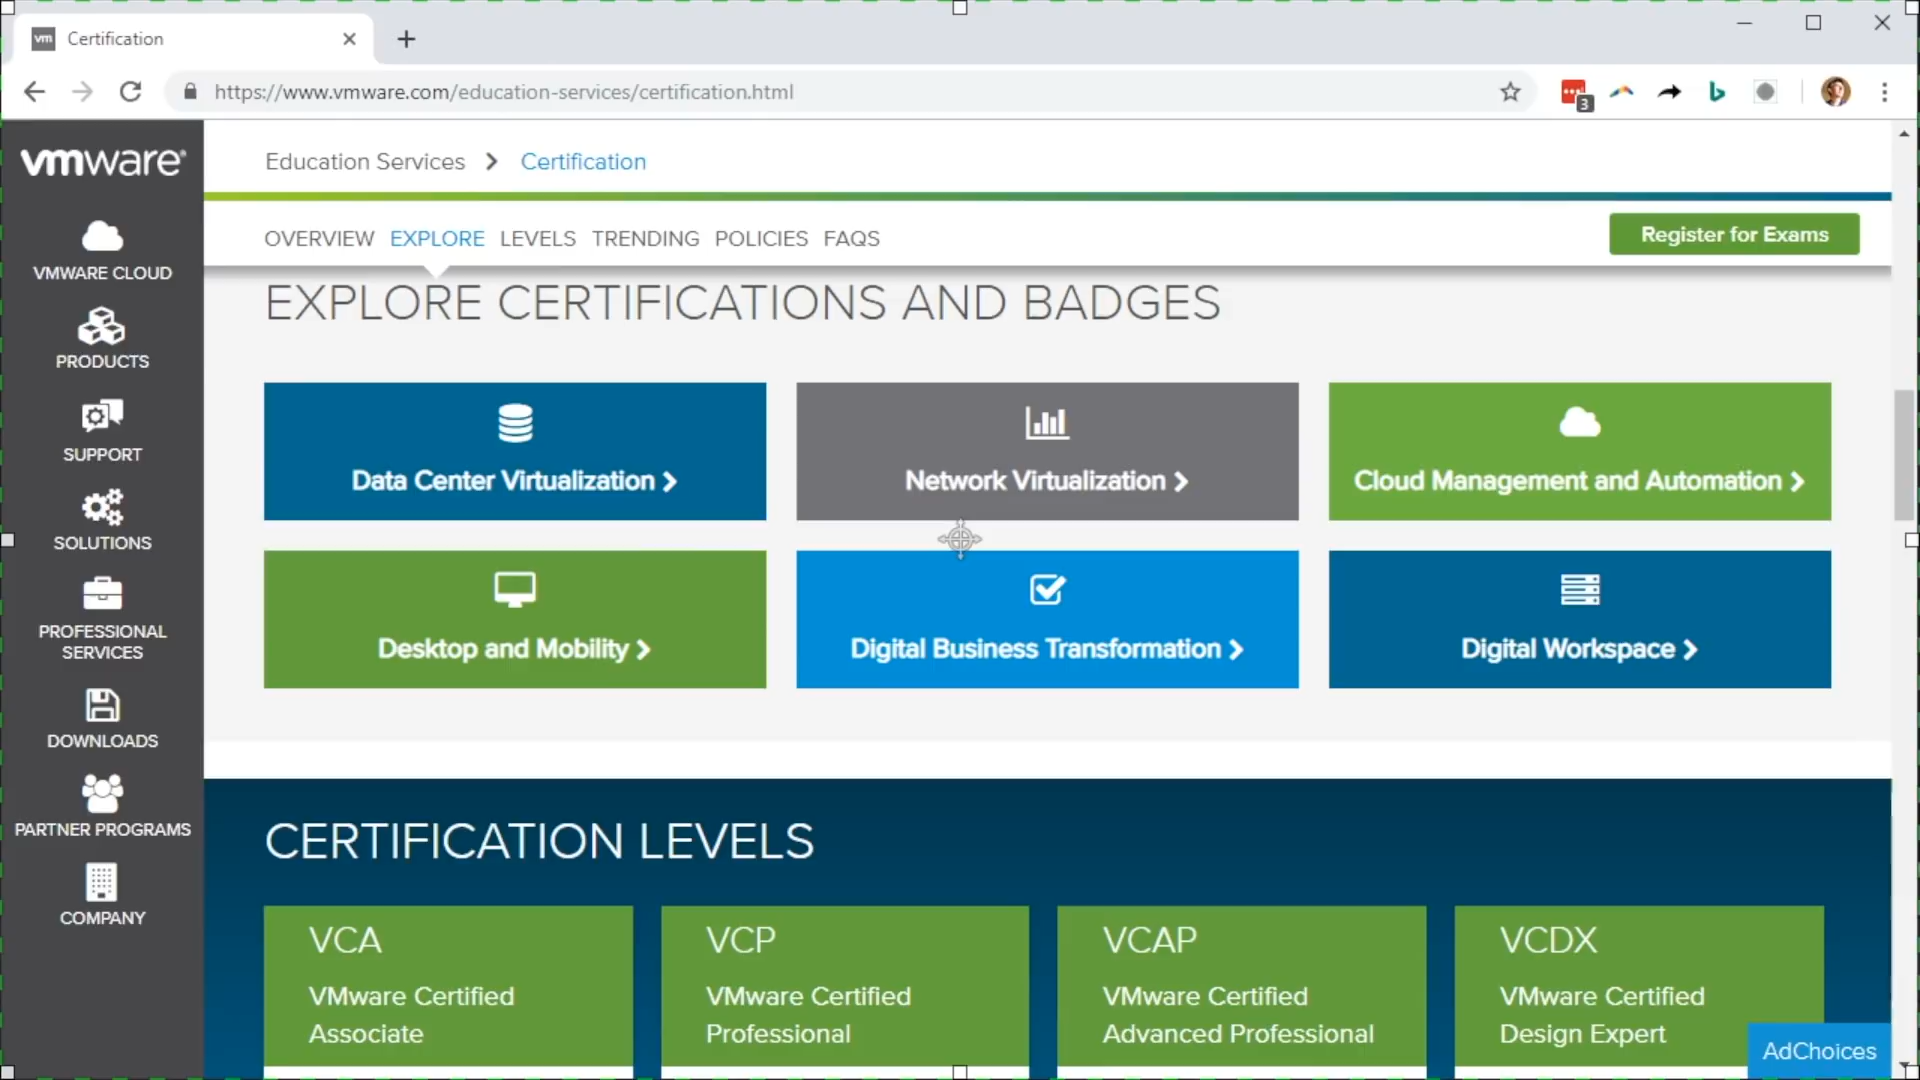 vm Certification
3
https://www.vmware.com/education-services/certification.html
vmware®
Education Services > Certification
OVERVIEW EXPLORE LEVELS TRENDING POLICIES FAQS
Register for Exams
VMWARE CLOUD
PRODUCTS
SUPPORT
SOLUTIONS
PROFESSIONAL
SERVICES
DOWNLOADS
PARTNER PROGRAMS
COMPANY
EXPLORE CERTIFICATIONS AND BADGES
Data Center Virtualization >
Network Virtualization >
Cloud Management and Automation >
Desktop and Mobility >
Digital Business Transformation >
Digital Workspace >
CERTIFICATION LEVELS
VCA
VMware Certified
Associate
VCP
VMware Certified
Professional
VCAP
VMware Certified
Advanced Professional
VCDX
VMware Certified
Design Expert
AdChoices